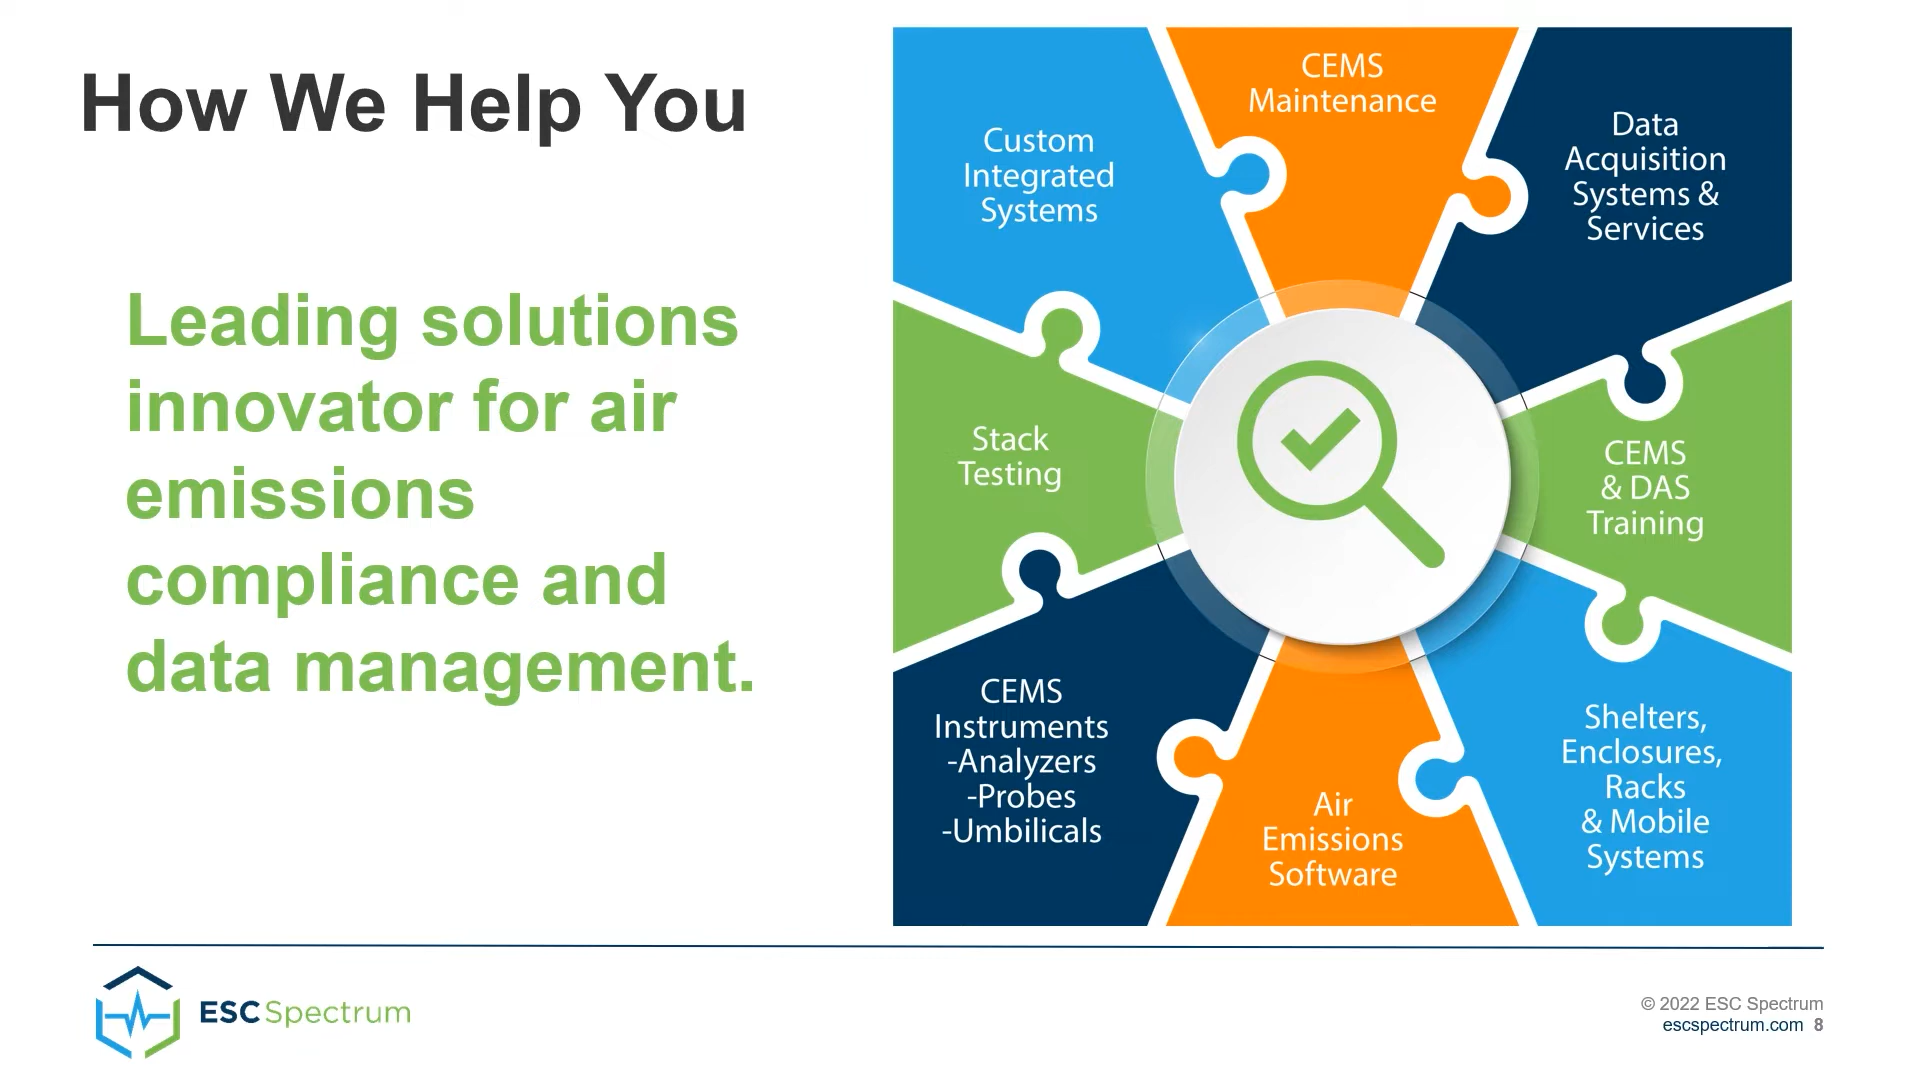 How We Help You
Leading solutions
innovator for air
emissions
compliance and
data management.
Custom
Integrated
Systems
CEMS
Maintenance
Data
Acquisition
Systems &
Services
Stack
Testing
CEMS
& DAS
Training
CEMS
Instruments
-Analyzers
-Probes
-Umbilicals
Air
Emissions
Software
Shelters,
Enclosures,
Racks
& Mobile
Systems
ESC Spectrum
© 2022 ESC Spectrum
escspectrum.com 8